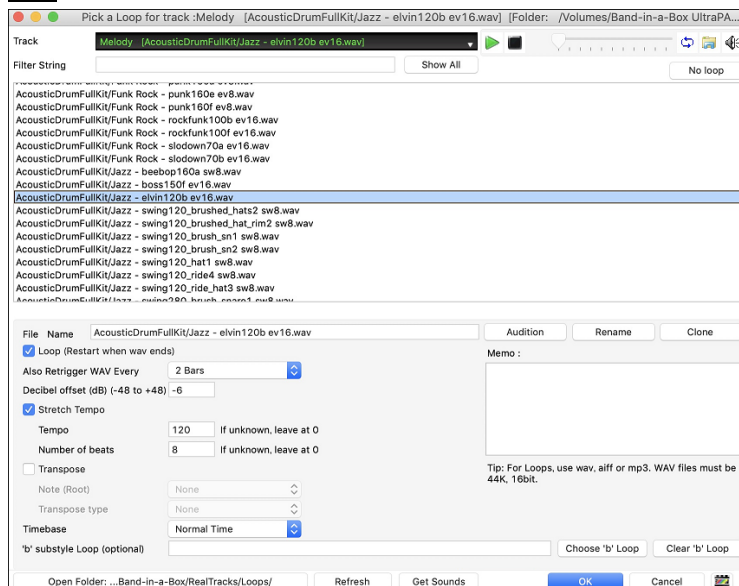 Pick a Loop for track :Melody [AcousticDrumFullKit/Jazz - elvin120b ev16.wav] [Folder: /Volumes/Band-in-a-Box UltraPA...
Track Melody [AcousticDrumFullKit/Jazz - elvin120b ev16.wav]
Filter String Show All
No loop
AcousticDrumFullKit/Funk Rock - punk160e ev8.wav
AcousticDrumFullKit/Funk Rock - punk160f ev8.wav
AcousticDrumFullKit/Funk Rock - rockfunk100b ev16.wav
AcousticDrumFullKit/Funk Rock - rockfunk100f ev16.wav
AcousticDrumFullKit/Funk Rock - slodown70a ev16.wav
AcousticDrumFullKit/Funk Rock - slodown70b ev16.wav
AcousticDrumFullKit/Jazz - beebop160a sw8.wav
AcousticDrumFullKit/Jazz - boss150f ev16.wav
AcousticDrumFullKit/Jazz - elvin120b ev16.wav
AcousticDrumFullKit/Jazz - swing120_brushed_hats2 sw8.wav
AcousticDrumFullKit/Jazz - swing120_brushed_hat_rim2 sw8.wav
AcousticDrumFullKit/Jazz - swing120_brush_sn1 sw8.wav
AcousticDrumFullKit/Jazz - swing120_brush_sn2 sw8.wav
AcousticDrumFullKit/Jazz - swing120_hat1 sw8.wav
AcousticDrumFullKit/Jazz - swing120_ride4 sw8.wav
AcousticDrumFullKit/Jazz - swing120_ride_hat3 sw8.wav
AcousticDrumFullKit/Jazz - swing280_brush_snare1 sw8.wav
File Name AcousticDrumFullKit/Jazz - elvin120b ev16.wav Audition Rename Clone
Loop (Restart when wav ends)
Memo :
Also Retrigger WAV Every 2 Bars
Decibel offset (dB) (-48 to +48) -6
Stretch Tempo
Tempo 120 If unknown, leave at 0
Number of beats 8 If unknown, leave at 0
Transpose
Tip: For Loops, use wav, aiff or mp3. WAV files must be
44K, 16bit.
Note (Root) None
Transpose type None
Timebase Normal Time
'b' substyle Loop (optional) Choose 'b' Loop Clear 'b' Loop
Open Folder: ...Band-in-a-Box/RealTracks/Loops/ Refresh Get Sounds OK Cancel